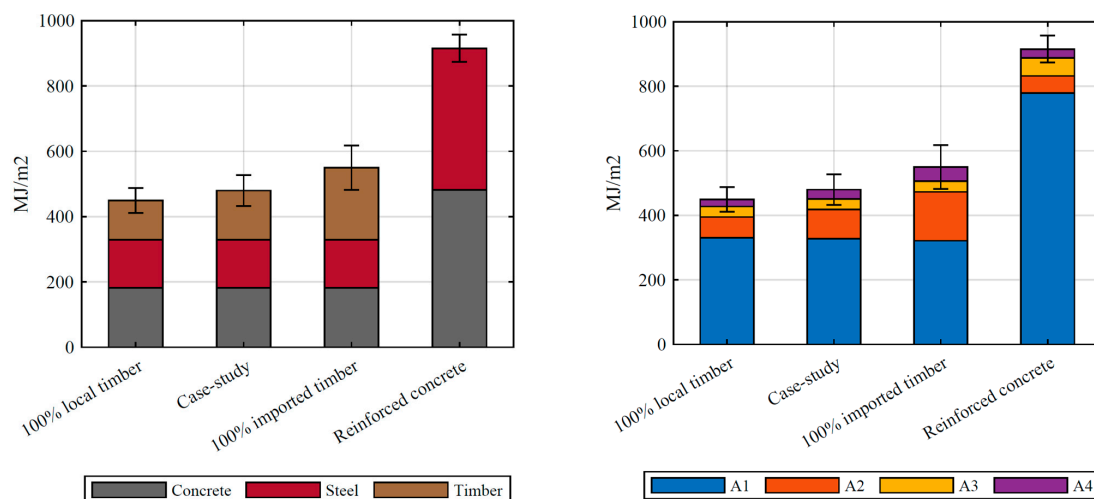 1000
800
600
400
200
0
MJ/m2
100% local timber
Case-study
100% imported timber
Reinforced concrete
Concrete
Steel
Timber
1000
800
600
400
200
0
MJ/m2
100% local timber
Case-study
100% imported timber
Reinforced concrete
A1
A2
A3
A4